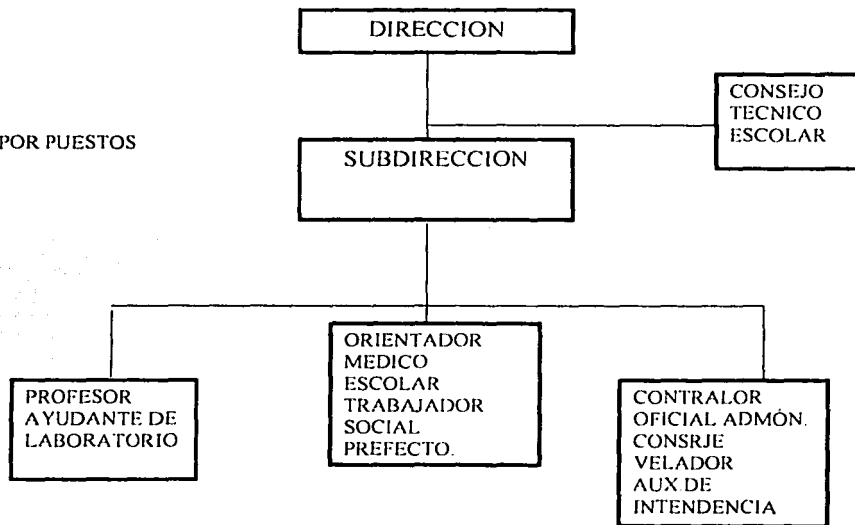 DIRECCION
CONSEJO
TECNICO
ESCOLAR
POR PUESTOS
SUBDIRECCION
PROFESOR
AYUDANTE DE
LABORATORIO
ORIENTADOR
MEDICO
ESCOLAR
TRABAJADOR
SOCIAL
PREFECTO.
CONTRALOR
OFICIAL ADMÓN.
CONSRJE
VELADOR
AUX.DE
INTENDENCIA